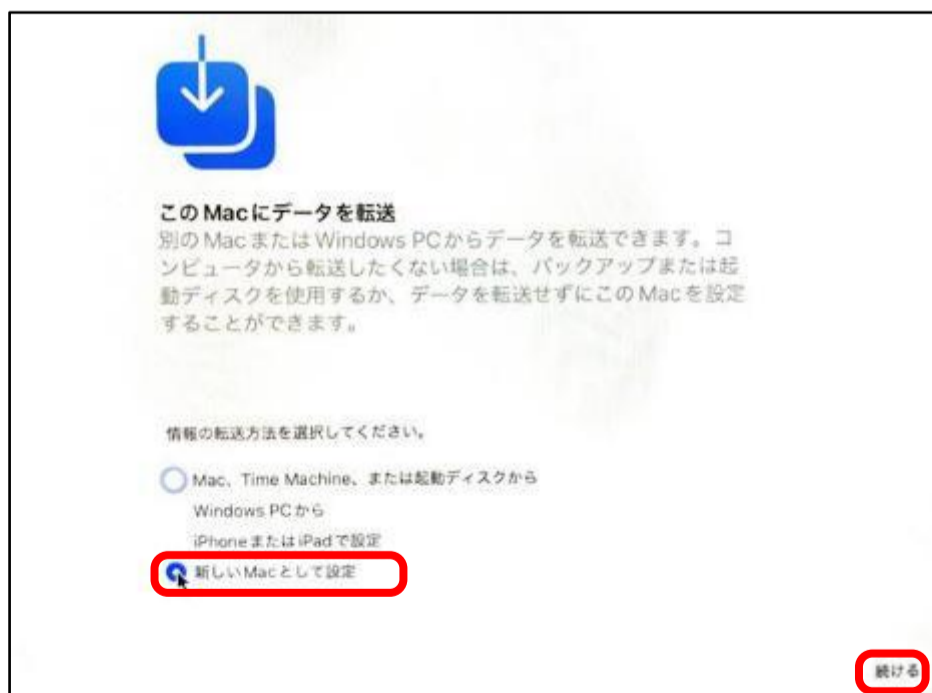 このMacにデータを転送
別のMacまたはWindows PCからデータを転送できます。コ
ンピュータから転送したくない場合は、バックアップまたは起
動ディスクを使用するか、データを転送せずにこのMacを設定
することができます。
情報の転送方法を選択してください。
Mac、Time Machine、または起動ディスクから
Windows PCから
iPhoneまたはiPadで設定
新しいMacとして設定
続ける